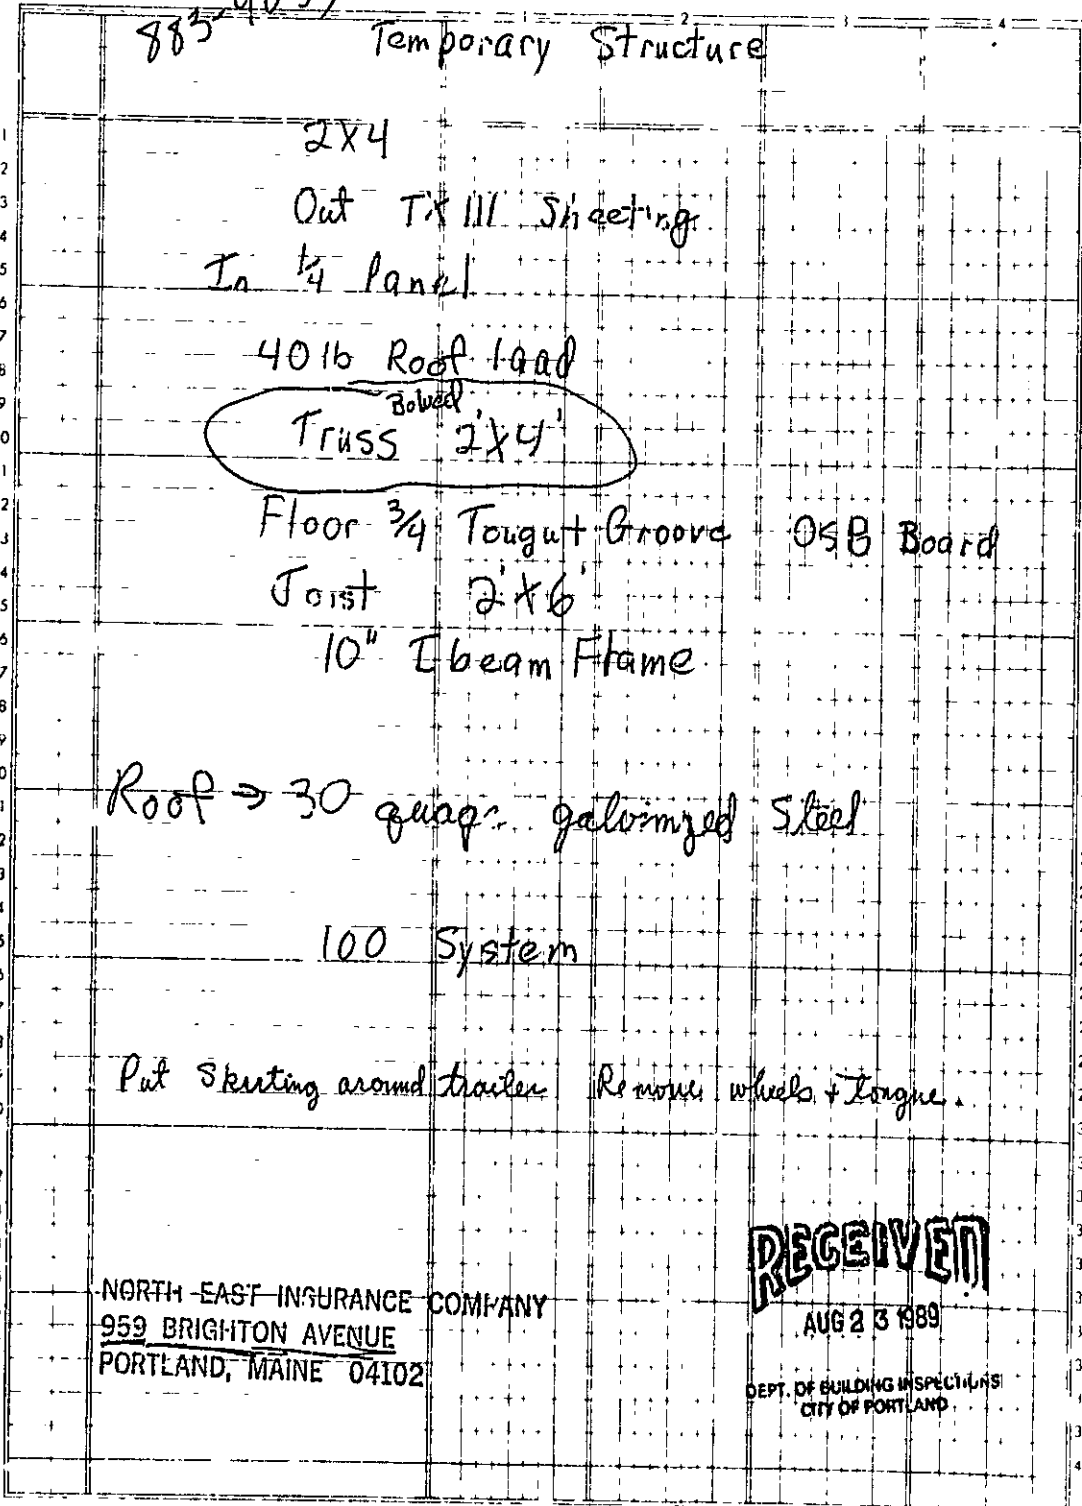 883-
Temporary Structure
2X4
Out TX 111 Sheeting
In 1/4 Panel
40 lb Roof load
Truss 2'X4'
Floor 3/4 Tougut Groove OSB Board
Joist 2'X6'
10" I beam Frame
Roof → 30 guage galvinized Steel
100 System
Put Skirting around trailer Remove wheels + tongue.
NORTH EAST INSURANCE COMPANY
959 BRIGHTON AVENUE
PORTLAND, MAINE 04102
RECEIVED
AUG 23 1989
DEPT. OF BUILDING INSPECTIONS
CITY OF PORTLAND